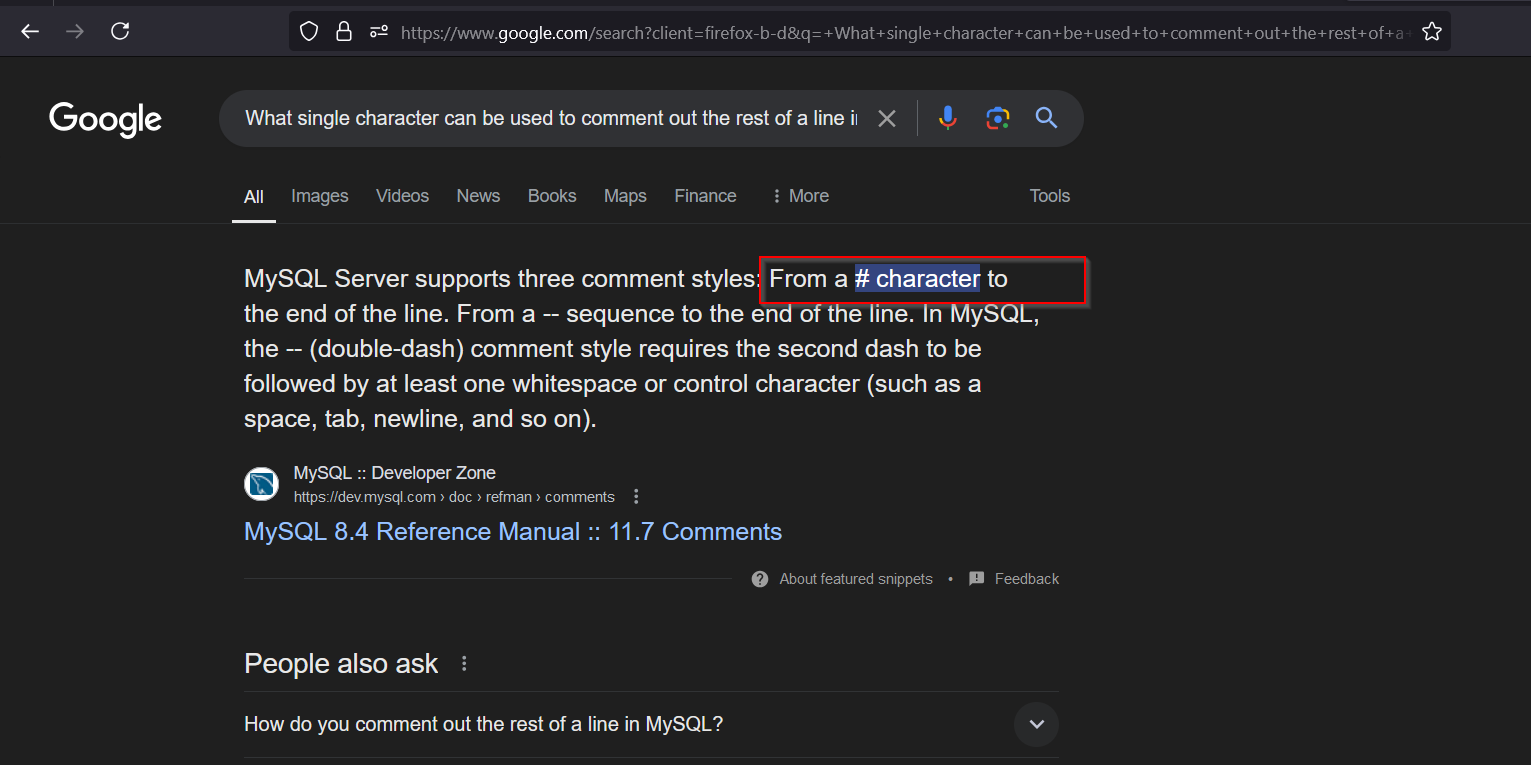 https://www.google.com/search?client=firefox-b-d&q=+What+single+character+can+be+used+to+comment+out+the+rest+of+a+
Google
What single character can be used to comment out the rest of a line i
All Images Videos News Books Maps Finance More Tools
MySQL Server supports three comment styles: From a # character to
the end of the line. From a -- sequence to the end of the line. In MySQL,
the -- (double-dash) comment style requires the second dash to be
followed by at least one whitespace or control character (such as a
space, tab, newline, and so on).
MySQL :: Developer Zone
https://dev.mysql.com › doc › refman › comments
MySQL 8.4 Reference Manual :: 11.7 Comments
About featured snippets • Feedback
People also ask
How do you comment out the rest of a line in MySQL?